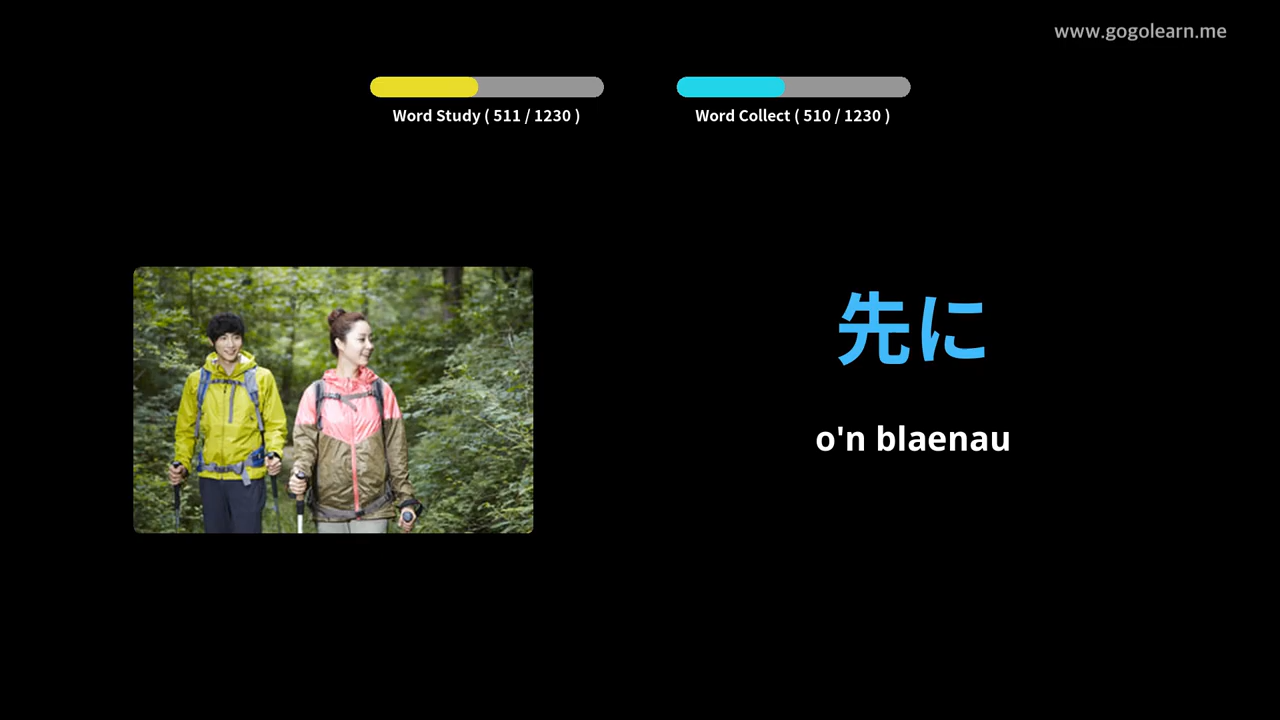 www.gogolearn.me
Word Study ( 511 / 1230 )
Word Collect ( 510 / 1230 )
先に
o'n blaenau